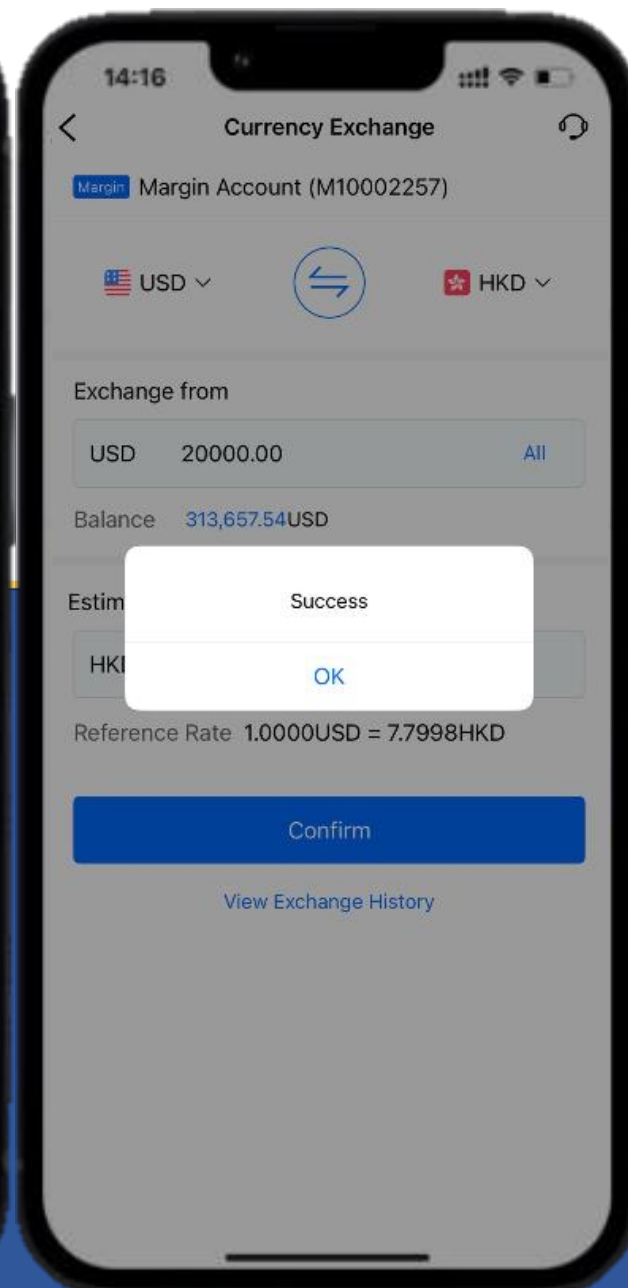 14:16
Currency Exchange
Margin Margin Account (M10002257)
USD HKD
Exchange from
USD 20000.00 All
Balance 313,657.54USD
Estim
Success
HK
OK
Reference Rate 1.0000USD = 7.7998HKD
Confirm
View Exchange History